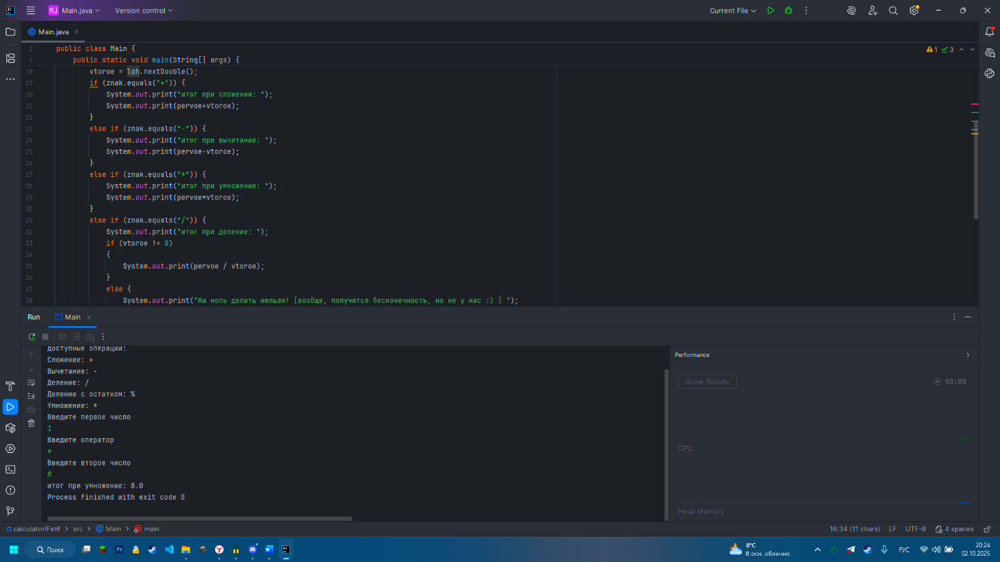 MJ Main.java Version control Current File
Main.java
2 public class Main {
3 public static void main(String[] args) {
1 3
18 vtoroe = loh.nextDouble();
19 if (znak.equals("+")) {
20 System.out.print("итог при сложении: ");
21 System.out.print(pervoe+vtoroe);
22 }
23 else if (znak.equals("-")) {
24 System.out.print("итог при вычитание: ");
25 System.out.print(pervoe-vtoroe);
26 }
27 else if (znak.equals("*")) {
28 System.out.print("итог при умножение: ");
29 System.out.print(pervoe*vtoroe);
30 }
31 else if (znak.equals("/")) {
32 System.out.print("итог при деление: ");
33 if (vtoroe != 0)
34 {
35 System.out.print(pervoe / vtoroe);
36 }
37 else {
38 System.out.print("На ноль делить нельзя! [вообще, получится бесконечность, но не у нас :) ] ");
Run Main
доступные операции:
Сложение: +
Вычетание: -
Деление: /
Деление с остатком: %
Умножение: *
Введите первое число
1
Введите оператор
*
Введите второе число
8
итог при умножение: 8.0
Process finished with exit code 0
Performance
Show Results 00:00
CPU
Heap Memory
calculatorIFelif src Main main 16:34 (11 chars) LF UTF-8 4 spaces
Поиск
8°C
В осн. облачно
РУС
20:24
02.10.2025